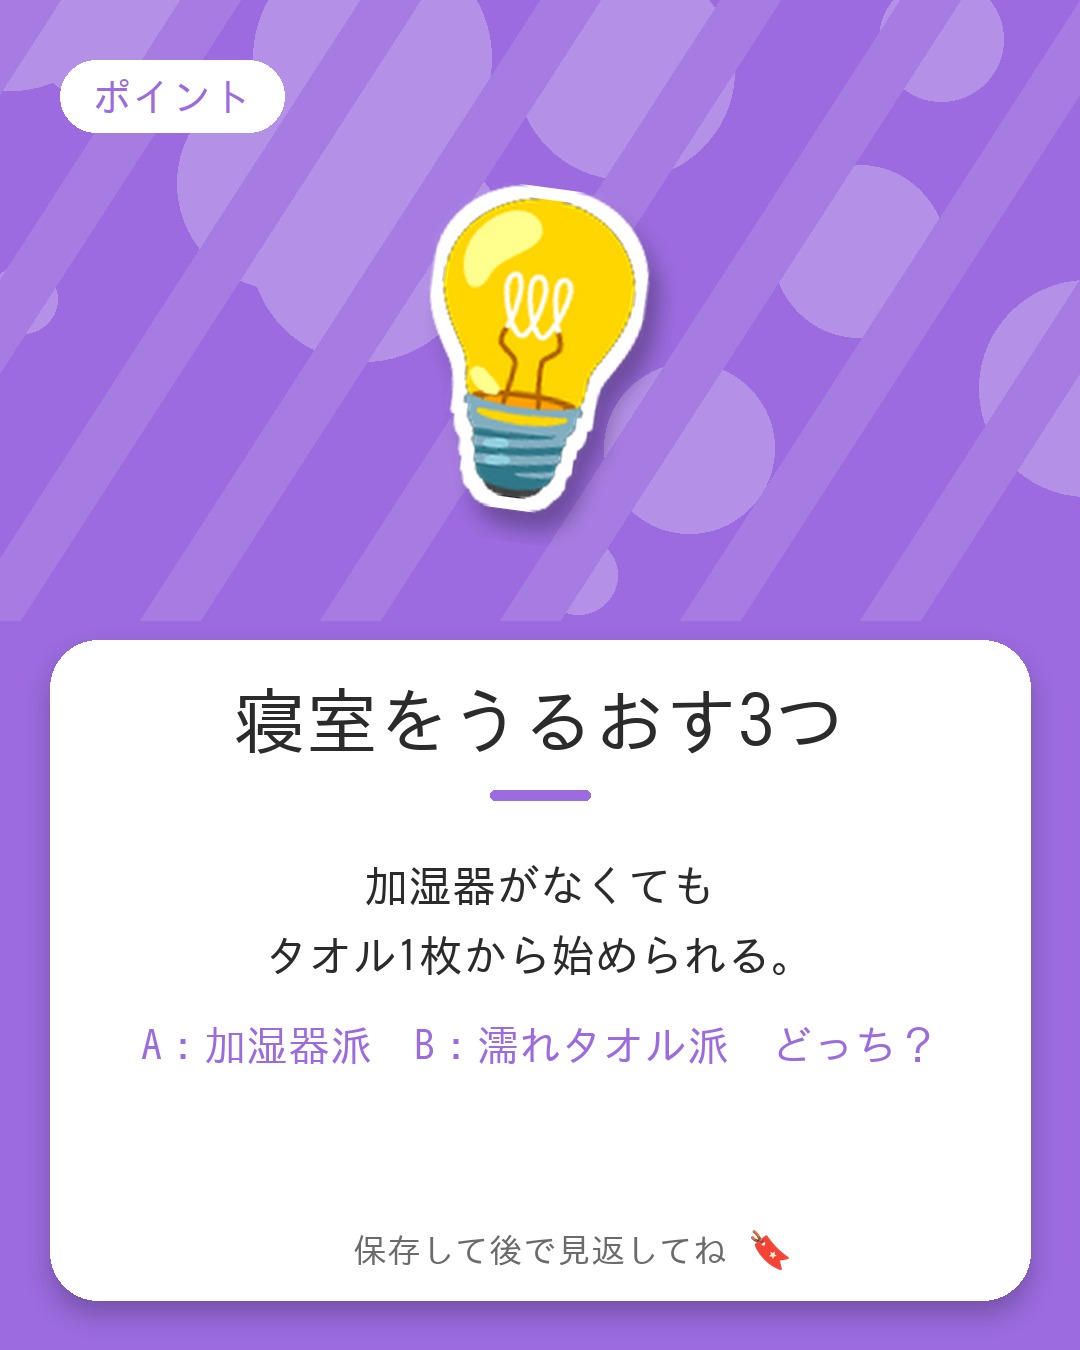 ポイント
寝室をうるおす3つ
加湿器がなくても
タオル1枚から始められる。
A：加湿器派　B：濡れタオル派　どっち？
保存して後で見返してね